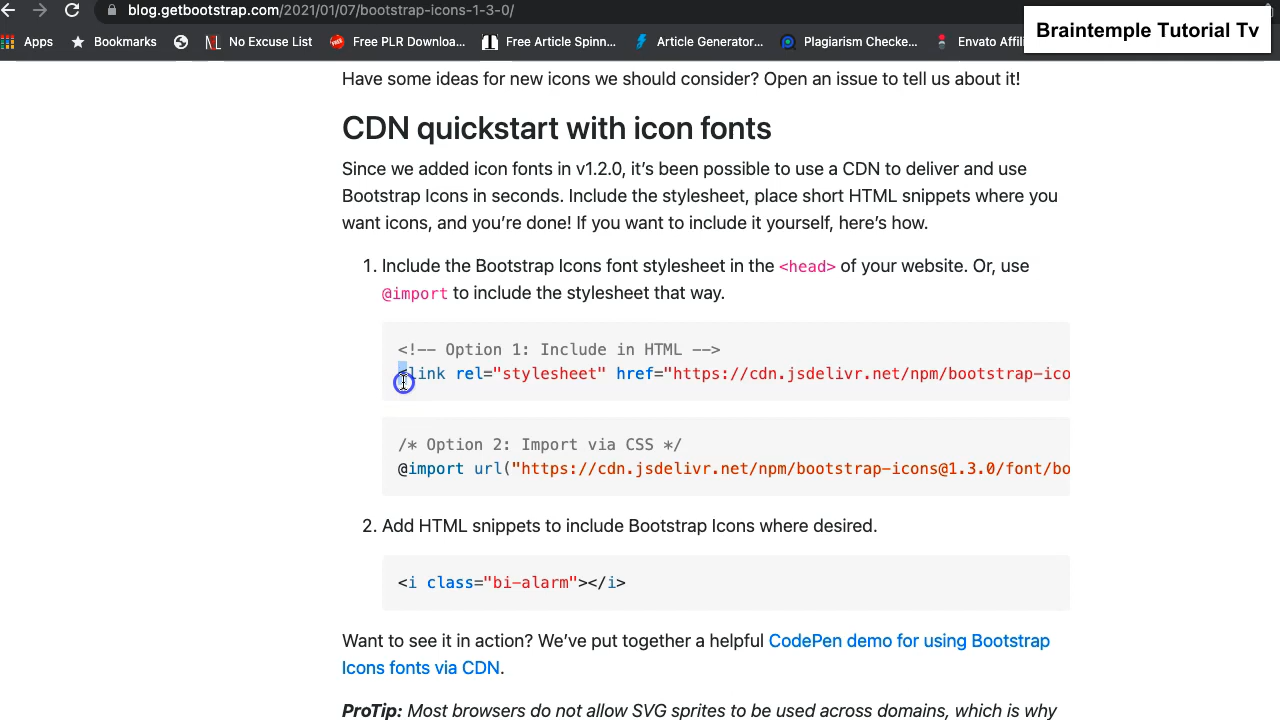 blog.getbootstrap.com/2021/01/07/bootstrap-icons-1-3-0/
Braintemple Tutorial Tv
Apps Bookmarks No Excuse List Free PLR Downloa... Free Article Spinn... Article Generator... Plagiarism Checke... Envato Affili
Have some ideas for new icons we should consider? Open an issue to tell us about it!
CDN quickstart with icon fonts
Since we added icon fonts in v1.2.0, it's been possible to use a CDN to deliver and use
Bootstrap Icons in seconds. Include the stylesheet, place short HTML snippets where you
want icons, and you're done! If you want to include it yourself, here's how.
1. Include the Bootstrap Icons font stylesheet in the <head> of your website. Or, use
@import to include the stylesheet that way.
<!-- Option 1: Include in HTML -->
<link rel="stylesheet" href="https://cdn.jsdelivr.net/npm/bootstrap-ico
/* Option 2: Import via CSS */
@import url("https://cdn.jsdelivr.net/npm/bootstrap-icons@1.3.0/font/bo
2. Add HTML snippets to include Bootstrap Icons where desired.
<i class="bi-alarm"></i>
Want to see it in action? We've put together a helpful CodePen demo for using Bootstrap
Icons fonts via CDN.
ProTip: Most browsers do not allow SVG sprites to be used across domains, which is why